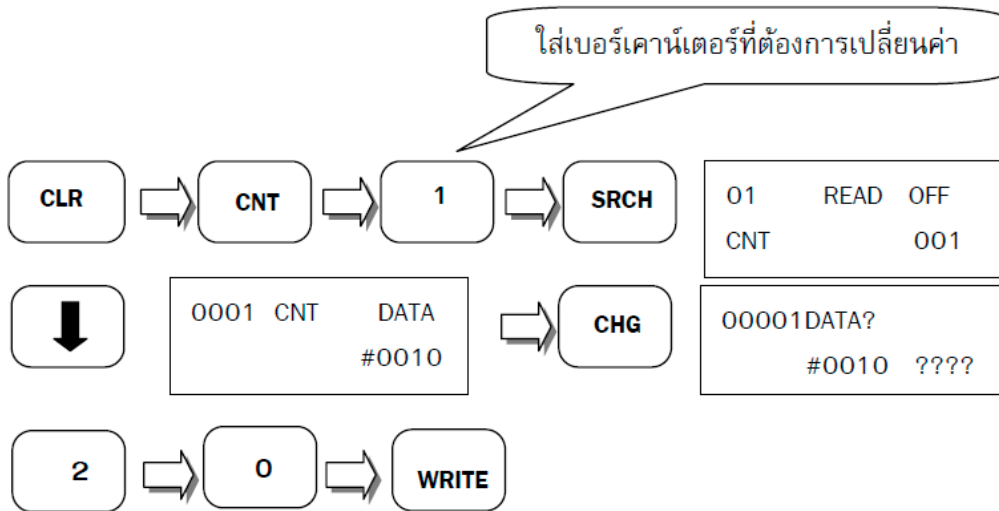 ใส่เบอร์เคาน์เตอร์ที่ต้องการเปลี่ยนค่า
CLR CNT 1 SRCH
01 READ OFF
CNT 001
0001 CNT DATA
#0010
CHG
00001DATA?
#0010 ????
2 0 WRITE